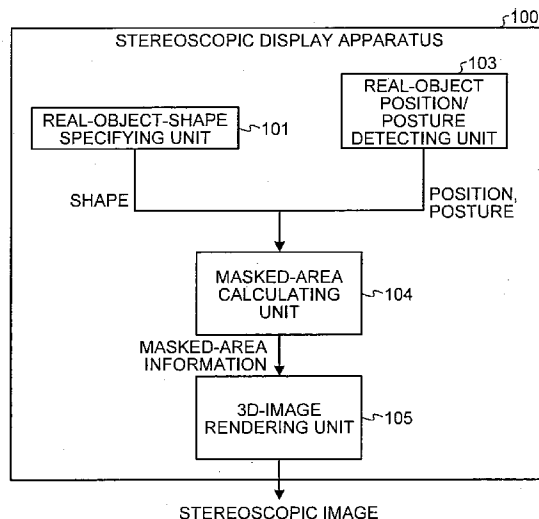 100
STEREOSCOPIC DISPLAY APPARATUS
103
REAL-OBJECT-SHAPE
SPECIFYING UNIT
101
REAL-OBJECT
POSITION/
POSTURE
DETECTING UNIT
SHAPE
POSITION,
POSTURE
MASKED-AREA
CALCULATING
UNIT
104
MASKED-AREA
INFORMATION
3D-IMAGE
RENDERING UNIT
105
STEREOSCOPIC IMAGE